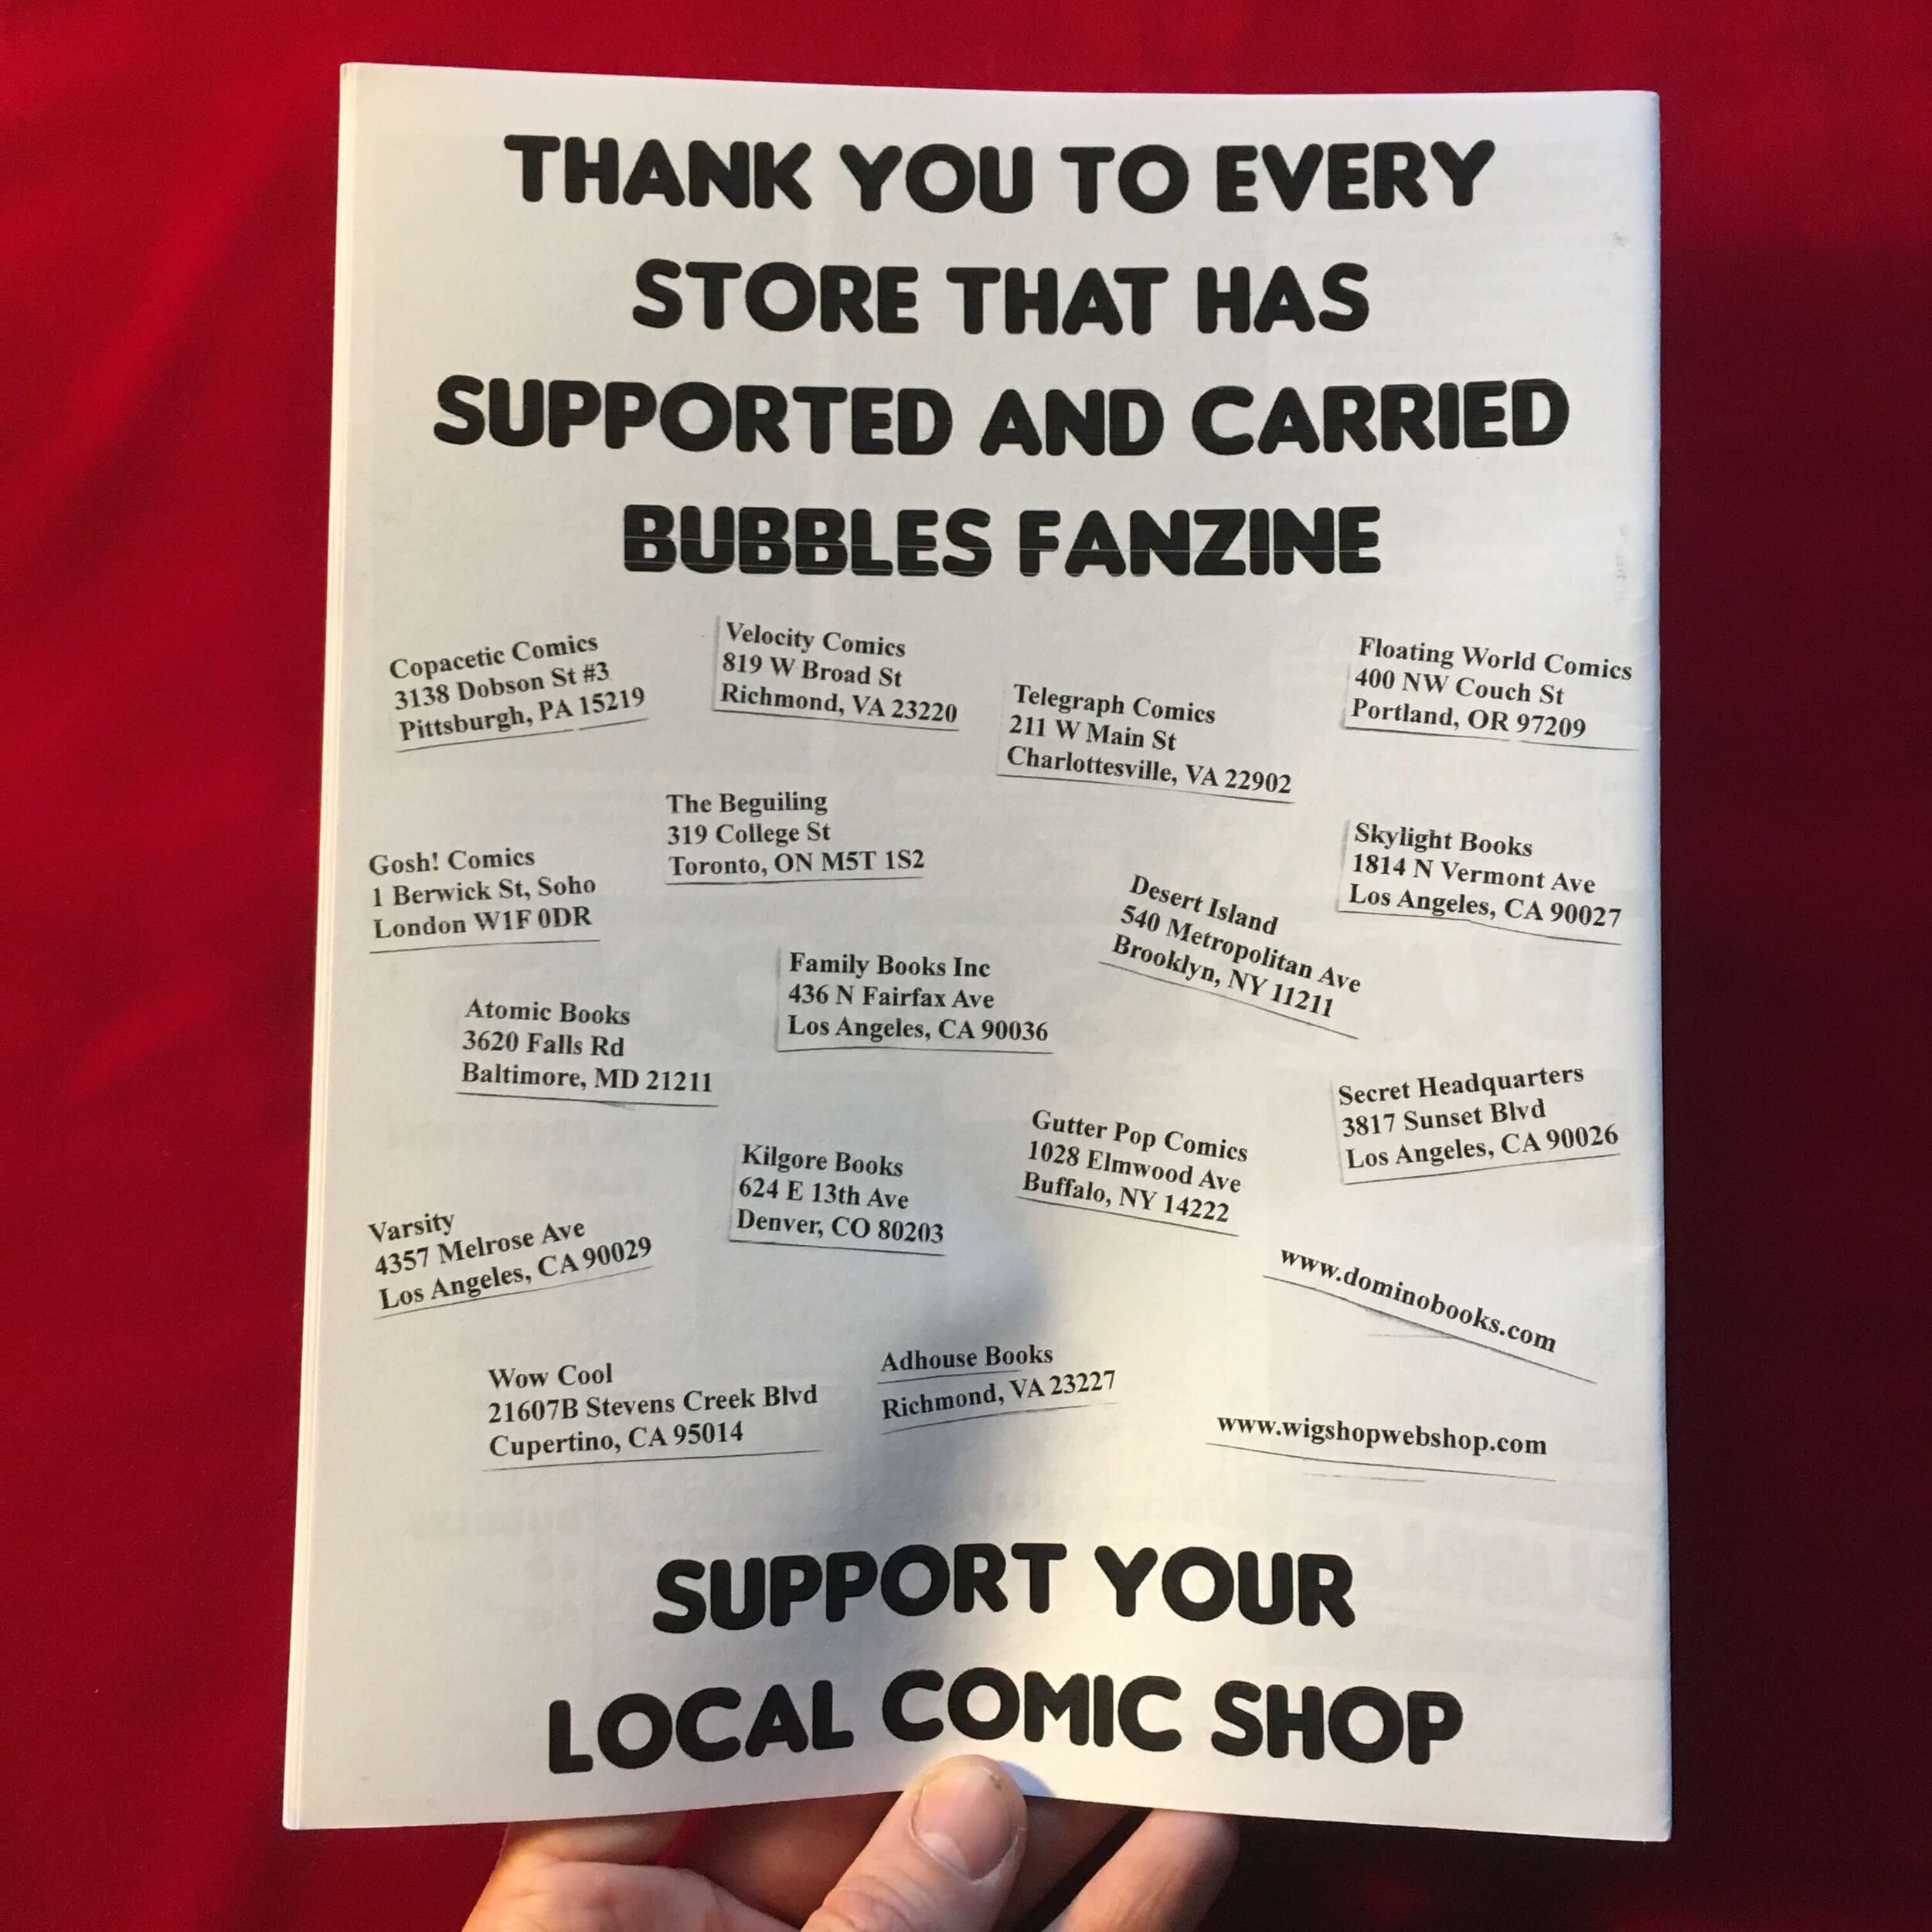 THANK YOU TO EVERY
STORE THAT HAS
SUPPORTED AND CARRIED
BUBBLES FANZINE
Copacetic Comics
3138 Dobson St #3
Pittsburgh, PA 15219
Velocity Comics
819 W Broad St
Richmond, VA 23220
Telegraph Comics
211 W Main St
Charlottesville, VA 22902
Floating World Comics
400 NW Couch St
Portland, OR 97209
Gosh! Comics
1 Berwick St, Soho
London W1F 0DR
The Beguiling
319 College St
Toronto, ON M5T 1S2
Desert Island
540 Metropolitan Ave
Brooklyn, NY 11211
Skylight Books
1814 N Vermont Ave
Los Angeles, CA 90027
Atomic Books
3620 Falls Rd
Baltimore, MD 21211
Family Books Inc
436 N Fairfax Ave
Los Angeles, CA 90036
Varsity
4357 Melrose Ave
Los Angeles, CA 90029
Kilgore Books
624 E 13th Ave
Denver, CO 80203
Gutter Pop Comics
1028 Elmwood Ave
Buffalo, NY 14222
Secret Headquarters
3817 Sunset Blvd
Los Angeles, CA 90026
www.dominobooks.com
Wow Cool
21607B Stevens Creek Blvd
Cupertino, CA 95014
Adhouse Books
Richmond, VA 23227
www.wigshopwebshop.com
SUPPORT YOUR
LOCAL COMIC SHOP